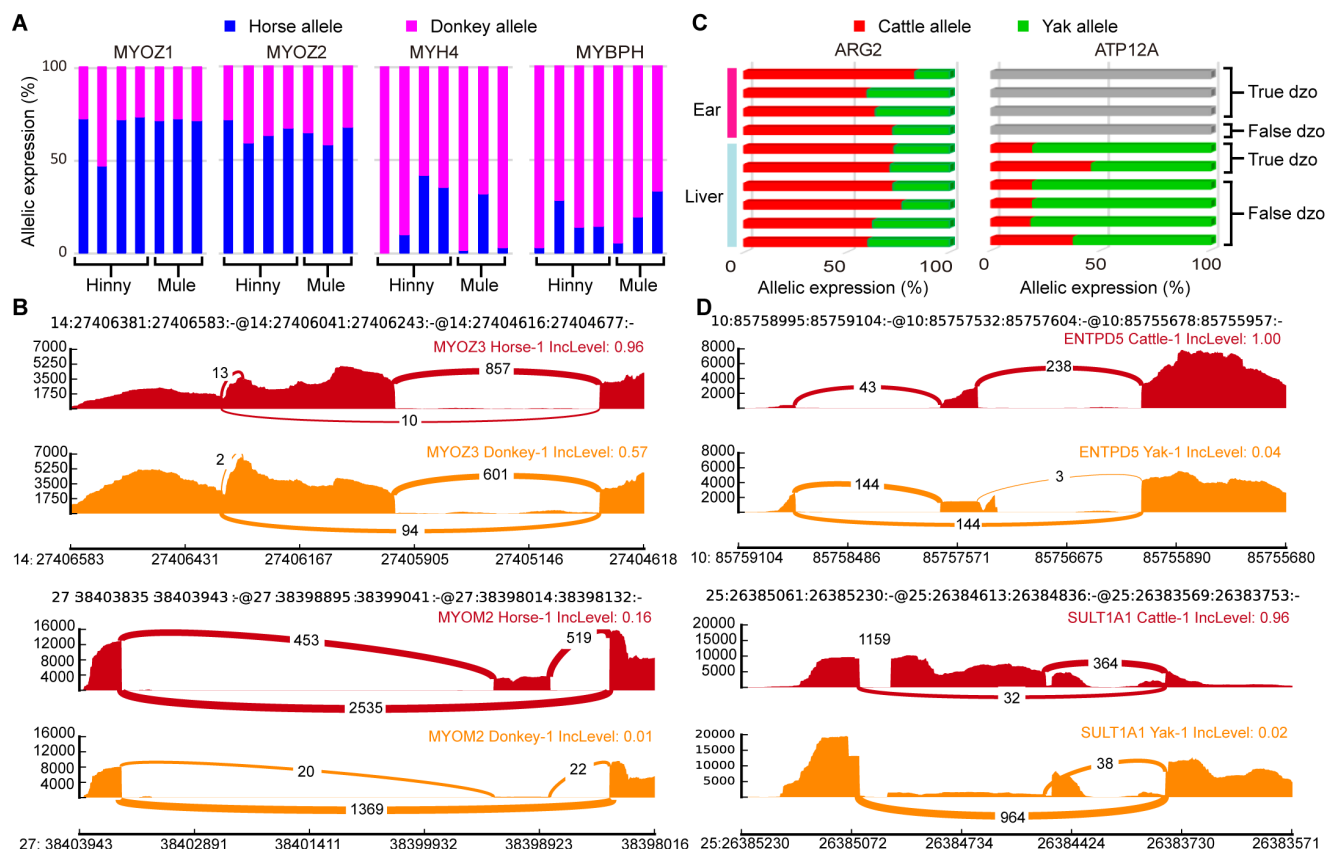 A
Horse allele
Donkey allele
MYOZ1
MYOZ2
MYH4
MYBPH
Allelic expression (%)
100
50
0
Hinny
Mule
Hinny
Mule
Hinny
Mule
Hinny
Mule
C
Cattle allele
Yak allele
ARG2
ATP12A
Ear
Liver
True dzo
False dzo
True dzo
False dzo
0 50 100
0 50 100
Allelic expression (%)
Allelic expression (%)
B
14:27406381:27406583:-@14:27406041:27406243:-@14:27404616:27404677:-
MYOZ3 Horse-1 IncLevel: 0.96
7000
5250
3500
1750
13
857
10
MYOZ3 Donkey-1 IncLevel: 0.57
7000
5250
3500
1750
2
601
94
14: 27406583 27406431 27406167 27405905 27405146 27404618
27 38403835 38403943 :-@27 :38398895:38399041:-@27:38398014:38398132:-
MYOM2 Horse-1 IncLevel: 0.16
16000
12000
8000
4000
453
519
2535
MYOM2 Donkey-1 IncLevel: 0.01
16000
12000
8000
4000
20
22
1369
27: 38403943 38402891 38401411 38399932 38398923 38398016
D
10:85758995:85759104:-@10:85757532:85757604:-@10:85755678:85755957:-
ENTPD5 Cattle-1 IncLevel: 1.00
8000
6000
4000
2000
43
238
ENTPD5 Yak-1 IncLevel: 0.04
8000
6000
4000
2000
144
3
144
10: 85759104 85758486 85757571 85756675 85755890 85755680
25:26385061:26385230:-@25:26384613:26384836:-@25:26383569:26383753:-
SULT1A1 Cattle-1 IncLevel: 0.96
20000
15000
10000
5000
1159
364
32
SULT1A1 Yak-1 IncLevel: 0.02
20000
15000
10000
5000
38
964
25:26385230 26385072 26384734 26384424 26383730 26383571